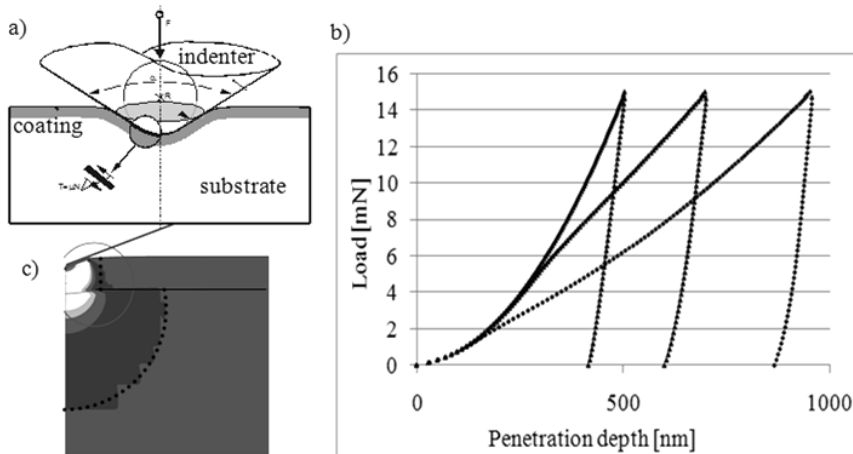 a)
F
indenter
R
coating
substrate
c)
b)
16
14
12
10
8
6
4
2
0
Load [mN]
0 500 1000
Penetration depth [nm]